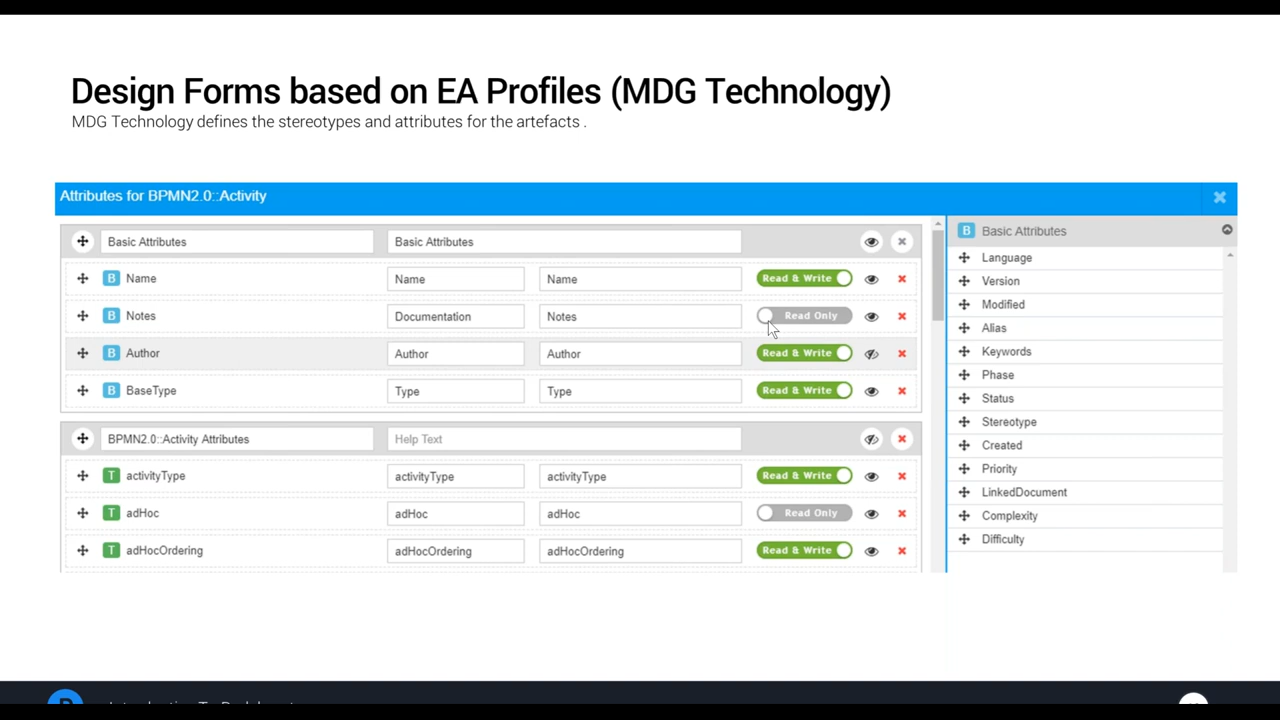 Design Forms based on EA Profiles (MDG Technology)
MDG Technology defines the stereotypes and attributes for the artefacts .
Attributes for BPMN2.0::Activity
Basic Attributes Basic Attributes
B Name Name Name Read & Write
B Notes Documentation Notes Read Only
B Author Author Author Read & Write
B BaseType Type Type Read & Write
BPMN2.0::Activity Attributes Help Text
T activityType activityType activityType Read & Write
T adHoc adHoc adHoc Read Only
T adHocOrdering adHocOrdering adHocOrdering Read & Write
B Basic Attributes
Language
Version
Modified
Alias
Keywords
Phase
Status
Stereotype
Created
Priority
LinkedDocument
Complexity
Difficulty